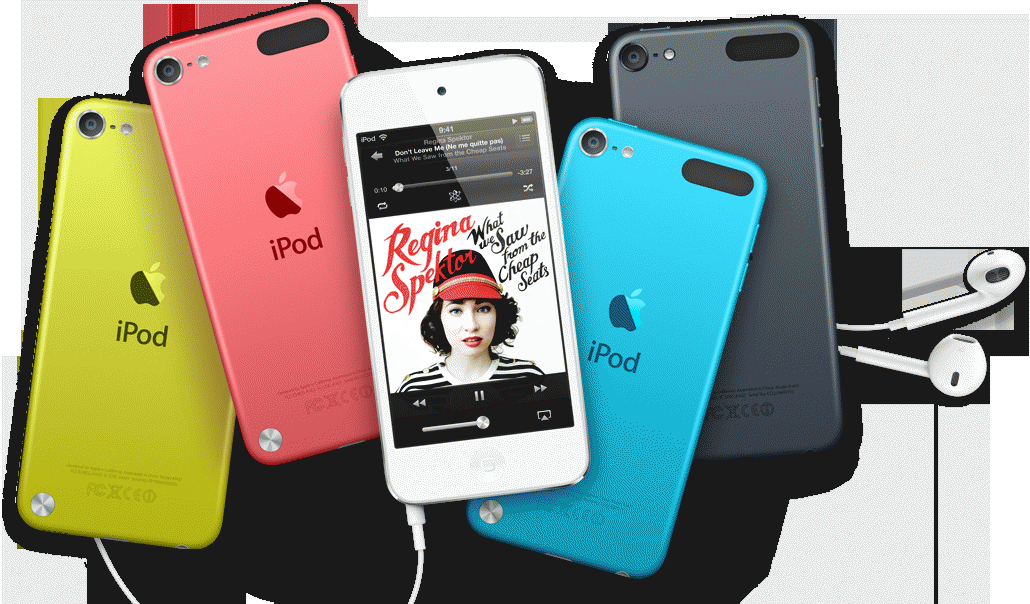 iPod
9:41
Regina Spektor
Don't Leave Me (Ne me quitte pas)
What We Saw from the Cheap Seats
3/11
0:10
-3:27
Regina
Spektor
What
we Saw
from the
Cheap
Seats
iPod
iPod
iPod